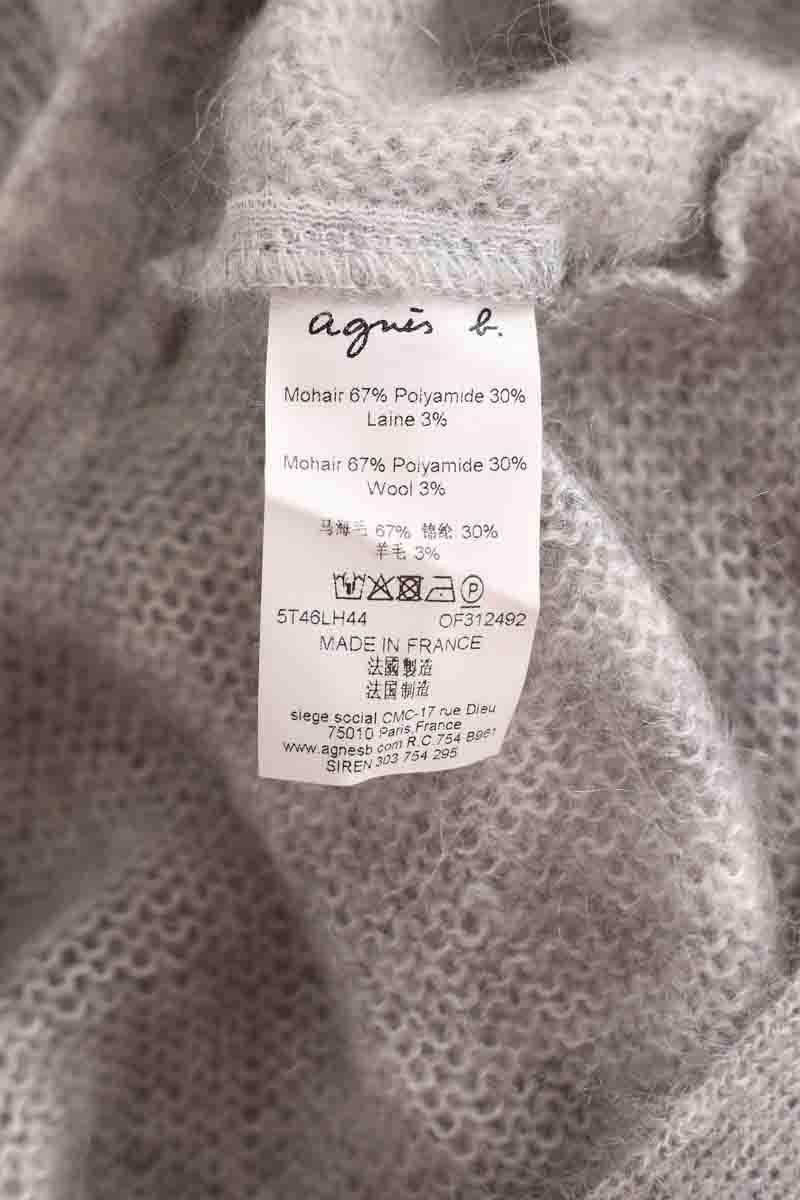 agnès b.
Mohair 67% Polyamide 30%
Laine 3%
Mohair 67% Polyamide 30%
Wool 3%
马海毛 67% 锦纶 30%
羊毛 3%
P
5T46LH44 OF312492
MADE IN FRANCE
法國製造
法国制造
siege social CMC-17 rue Dieu
75010 Paris,France
www.agnesb.com R.C.754 B961
SIREN 303 754 295